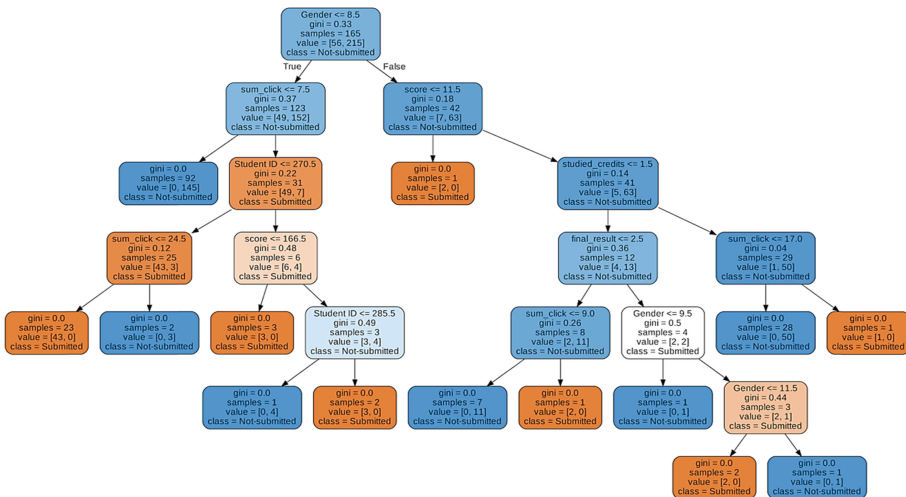 Gender <= 8.5
gini = 0.33
samples = 165
value = [56, 215]
class = Not-submitted
True
False
sum_click <= 7.5
gini = 0.37
samples = 123
value = [49, 152]
class = Not-submitted
score <= 11.5
gini = 0.18
samples = 42
value = [7, 63]
class = Not-submitted
gini = 0.0
samples = 92
value = [0, 145]
class = Not-submitted
Student ID <= 270.5
gini = 0.22
samples = 31
value = [49, 7]
class = Submitted
gini = 0.0
samples = 1
value = [2, 0]
class = Submitted
studied_credits <= 1.5
gini = 0.14
samples = 41
value = [5, 63]
class = Not-submitted
sum_click <= 24.5
gini = 0.12
samples = 25
value = [43, 3]
class = Submitted
score <= 166.5
gini = 0.48
samples = 6
value = [6, 4]
class = Submitted
final_result <= 2.5
gini = 0.36
samples = 12
value = [4, 13]
class = Not-submitted
sum_click <= 17.0
gini = 0.04
samples = 29
value = [1, 50]
class = Not-submitted
gini = 0.0
samples = 23
value = [43, 0]
class = Submitted
gini = 0.0
samples = 2
value = [0, 3]
class = Not-submitted
gini = 0.0
samples = 3
value = [3, 0]
class = Submitted
Student ID <= 285.5
gini = 0.49
samples = 3
value = [3, 4]
class = Not-submitted
sum_click <= 9.0
gini = 0.26
samples = 8
value = [2, 11]
class = Not-submitted
Gender <= 9.5
gini = 0.5
samples = 4
value = [2, 2]
class = Submitted
gini = 0.0
samples = 28
value = [0, 50]
class = Not-submitted
gini = 0.0
samples = 1
value = [1, 0]
class = Submitted
gini = 0.0
samples = 1
value = [0, 4]
class = Not-submitted
gini = 0.0
samples = 2
value = [3, 0]
class = Submitted
gini = 0.0
samples = 7
value = [0, 11]
class = Not-submitted
gini = 0.0
samples = 1
value = [2, 0]
class = Submitted
gini = 0.0
samples = 1
value = [0, 1]
class = Not-submitted
Gender <= 11.5
gini = 0.44
samples = 3
value = [2, 1]
class = Submitted
gini = 0.0
samples = 2
value = [2, 0]
class = Submitted
gini = 0.0
samples = 1
value = [0, 1]
class = Not-submitted